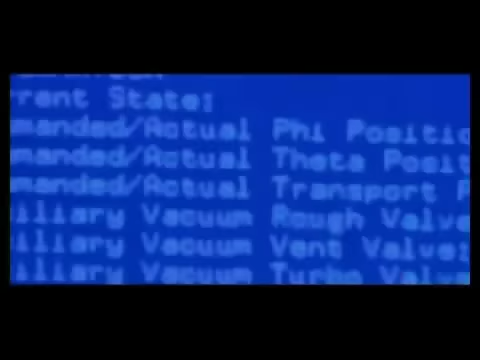 rrent State:
manded/Actual Phi Positio
manded/Actual Theta Posit
manded/Actual Transport P
iliary Vacuum Rough Valve
iliary Vacuum Vent Valve:
iliary Vacuum Turbo Valve